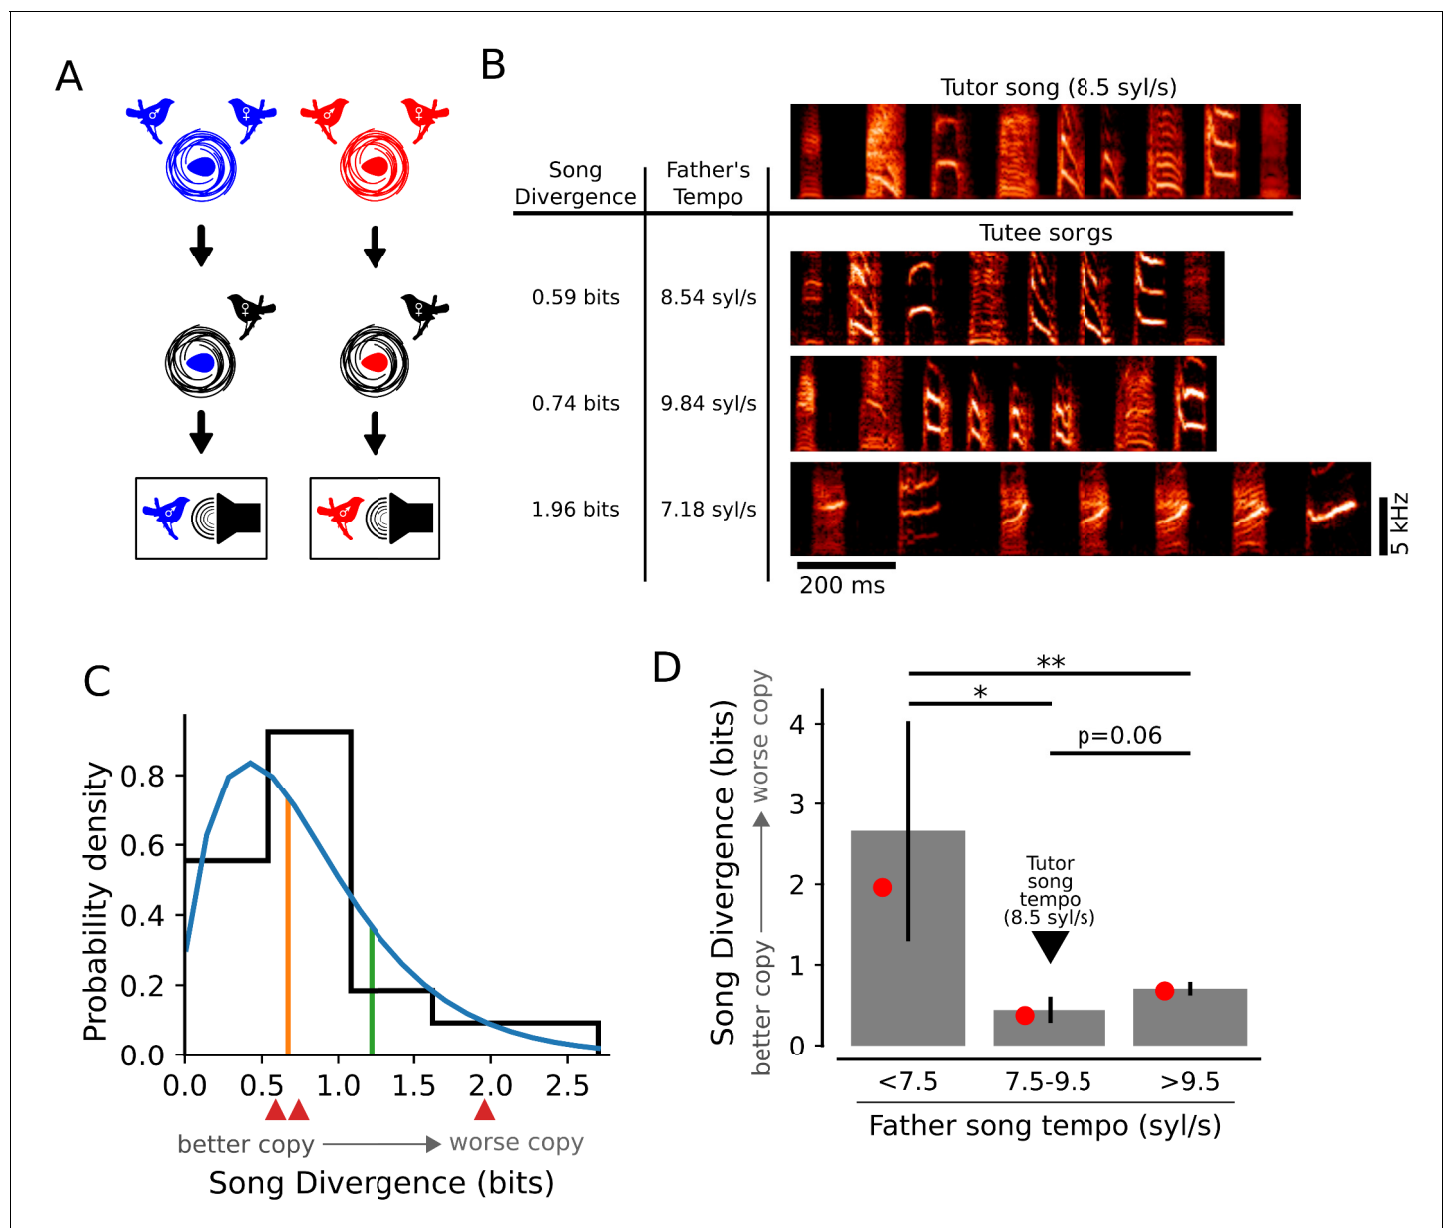 A
♂
♀
♂
♀
♀
♀
♂
♂
B
Tutor song (8.5 syl/s)
Song
Divergence
Father's
Tempo
Tutee sorgs
0.59 bits
8.54 syl/s
0.74 bits
9.84 syl/s
1.96 bits
7.18 syl/s
5 kHz
200 ms
C
Probability density
0.8
0.6
0.4
0.2
0.0
0.0 0.5 1.0 1.5 2.0 2.5
better copy worse copy
Song Divergence (bits)
D
Song Divergence (bits)
better copy worse copy
4
3
2
1
0
**
*
p=0.06
Tutor
song
tempo
(8.5 syl/s)
<7.5 7.5-9.5 >9.5
Father song tempo (syl/s)